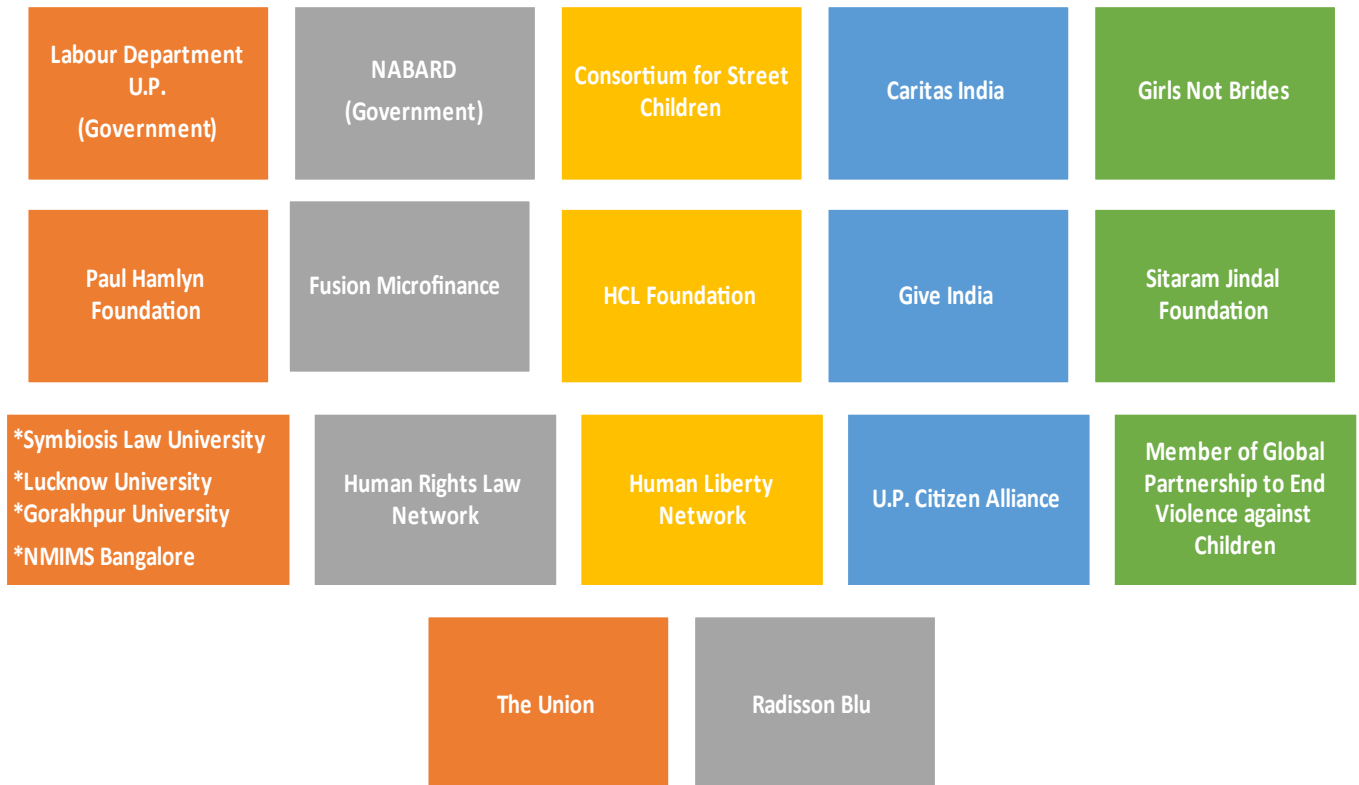 Labour Department
U.P.
(Government)
NABARD
(Government)
Consortium for Street
Children
Caritas India
Girls Not Brides
Paul Hamlyn
Foundation
Fusion Microfinance
HCL Foundation
Give India
Sitaram Jindal
Foundation
*Symbiosis Law University
*Lucknow University
*Gorakhpur University
*NMIMS Bangalore
Human Rights Law
Network
Human Liberty
Network
U.P. Citizen Alliance
Member of Global
Partnership to End
Violence against
Children
The Union
Radisson Blu